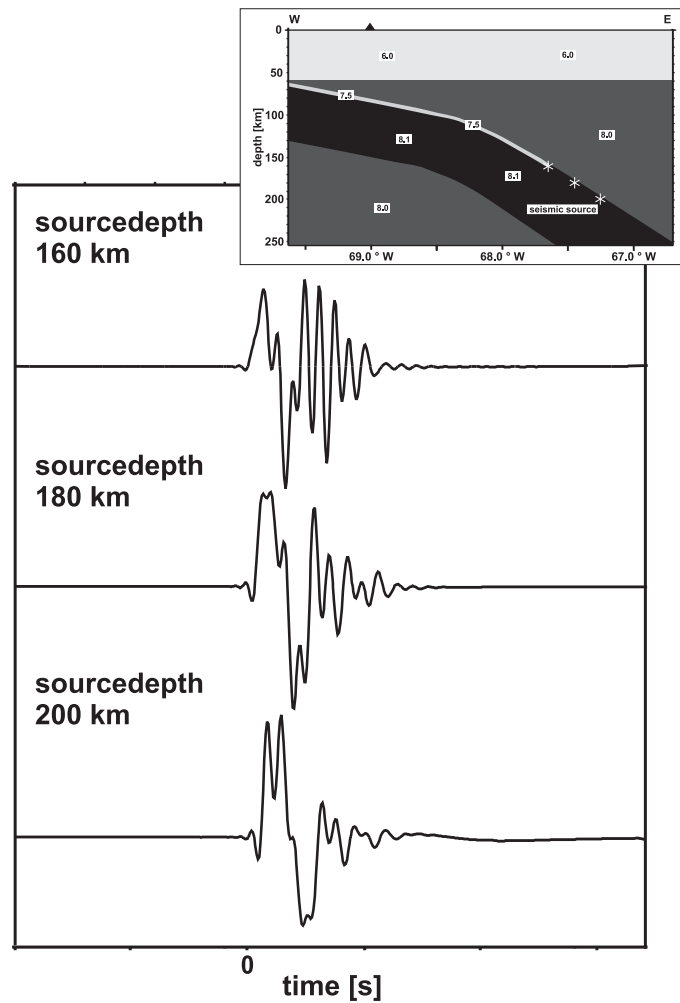 W E
0
6.0 6.0
50
7.5
100
7.5
8.0
8.1
depth [km]
150
8.1
200
8.0
seismic source
250
69.0 ° W 68.0 ° W 67.0 ° W
sourcedepth
160 km
sourcedepth
180 km
sourcedepth
200 km
0
time [s]